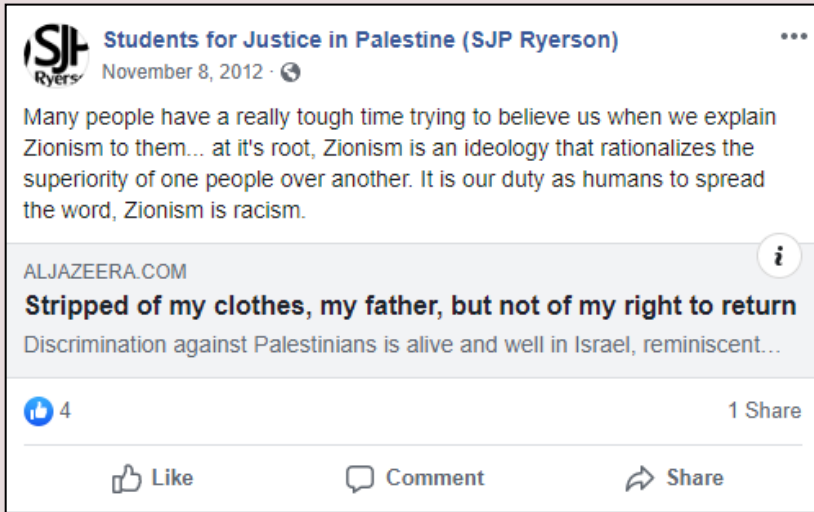 SJP
Ryerson
Students for Justice in Palestine (SJP Ryerson)
November 8, 2012 ·
Many people have a really tough time trying to believe us when we explain
Zionism to them... at it's root, Zionism is an ideology that rationalizes the
superiority of one people over another. It is our duty as humans to spread
the word, Zionism is racism.
ALJAZEERA.COM
i
Stripped of my clothes, my father, but not of my right to return
Discrimination against Palestinians is alive and well in Israel, reminiscent...
4
1 Share
Like
Comment
Share